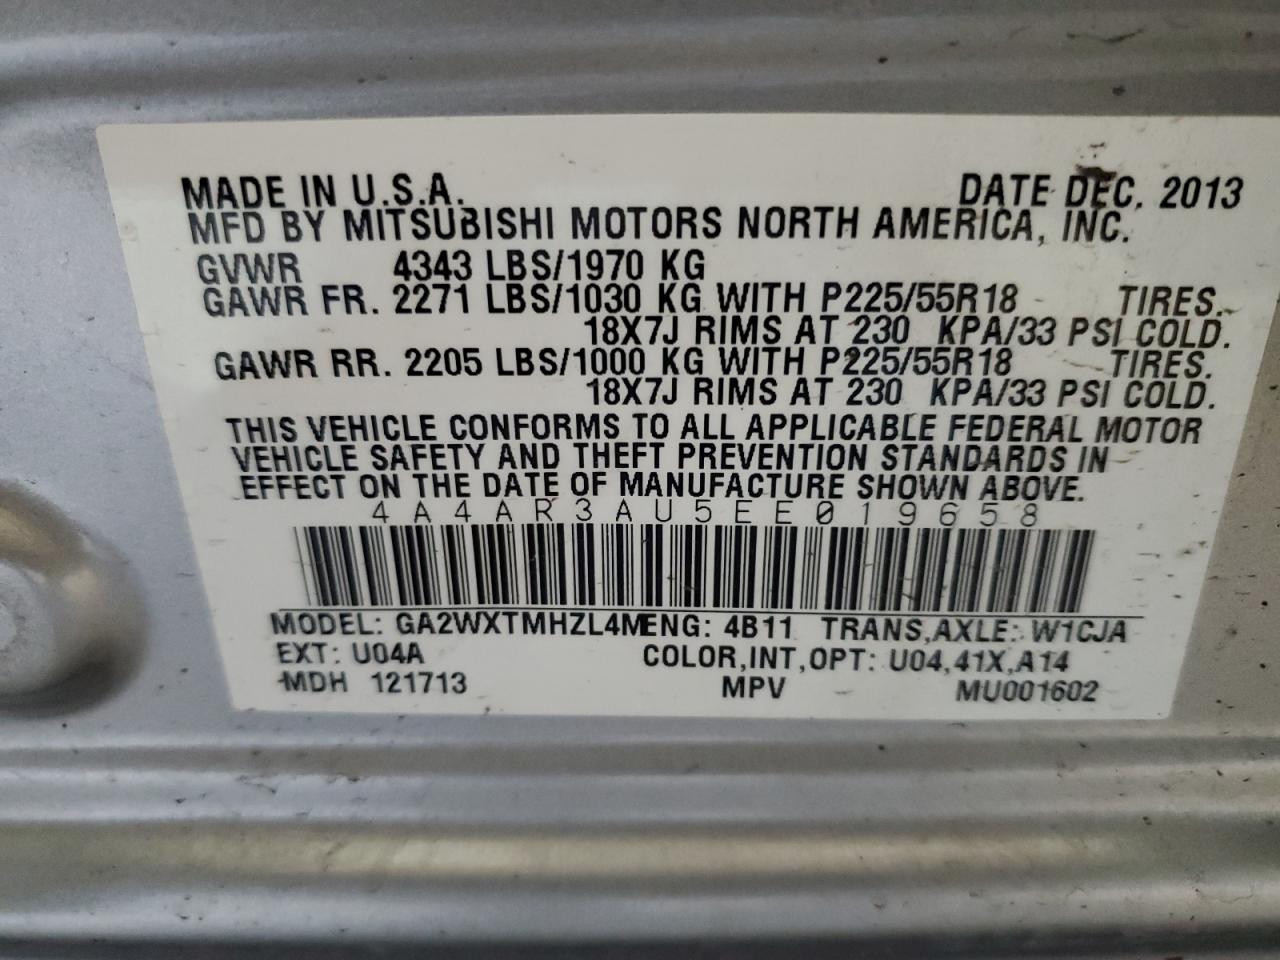 MADE IN U.S.A. DATE DEC. 2013
MFD BY MITSUBISHI MOTORS NORTH AMERICA, INC.
GVWR 4343 LBS/1970 KG
GAWR FR. 2271 LBS/1030 KG WITH P225/55R18 TIRES.
18X7J RIMS AT 230 KPA/33 PSI COLD.
GAWR RR. 2205 LBS/1000 KG WITH P225/55R18 TIRES.
18X7J RIMS AT 230 KPA/33 PSI COLD.
THIS VEHICLE CONFORMS TO ALL APPLICABLE FEDERAL MOTOR
VEHICLE SAFETY AND THEFT PREVENTION STANDARDS IN
EFFECT ON THE DATE OF MANUFACTURE SHOWN ABOVE.
4A4AR3AU5EE019658
MODEL: GA2WXTMHZL4M ENG: 4B11 TRANS,AXLE: W1CJA
EXT: U04A COLOR,INT,OPT: U04,41X,A14
MDH 121713 MPV MU001602